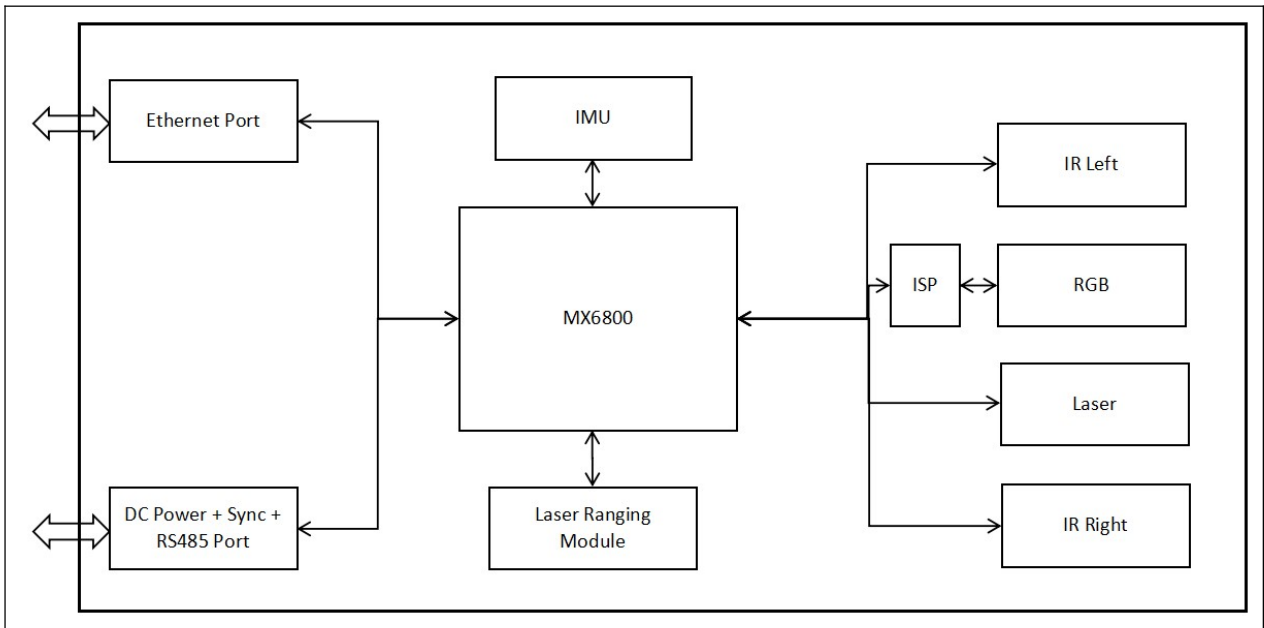 Ethernet Port
IMU
IR Left
ISP
RGB
MX6800
Laser
DC Power + Sync +
RS485 Port
Laser Ranging
Module
IR Right